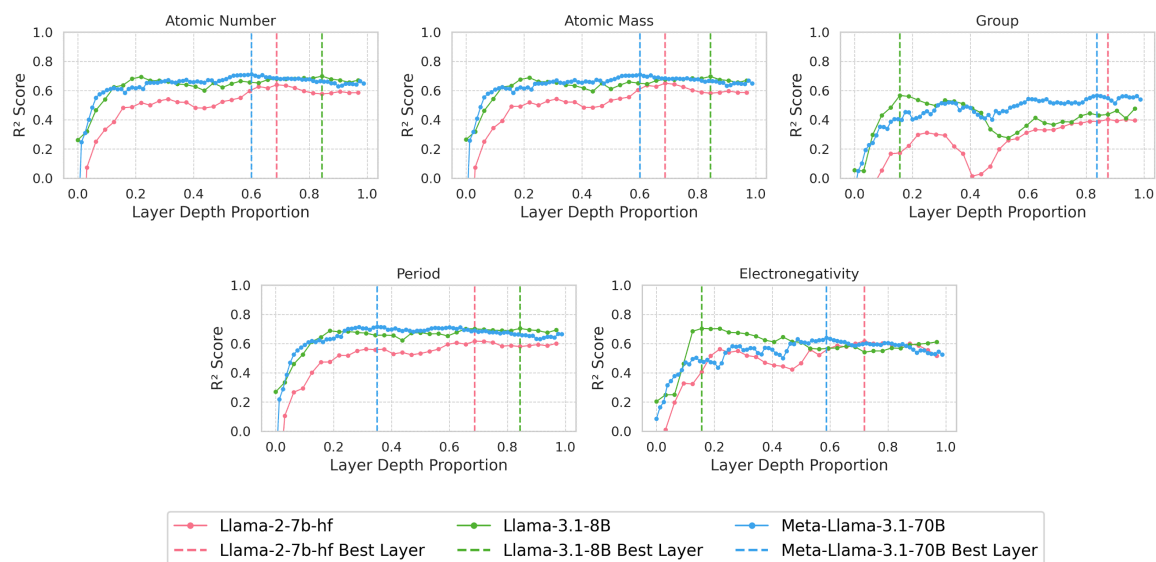 Atomic Number
Atomic Mass
Group
R² Score
1.0
0.8
0.6
0.4
0.2
0.0
0.0 0.2 0.4 0.6 0.8 1.0
Layer Depth Proportion
R² Score
1.0
0.8
0.6
0.4
0.2
0.0
0.0 0.2 0.4 0.6 0.8 1.0
Layer Depth Proportion
R² Score
1.0
0.8
0.6
0.4
0.2
0.0
0.0 0.2 0.4 0.6 0.8 1.0
Layer Depth Proportion
Period
Electronegativity
R² Score
1.0
0.8
0.6
0.4
0.2
0.0
0.0 0.2 0.4 0.6 0.8 1.0
Layer Depth Proportion
R² Score
1.0
0.8
0.6
0.4
0.2
0.0
0.0 0.2 0.4 0.6 0.8 1.0
Layer Depth Proportion
Llama-2-7b-hf
Llama-2-7b-hf Best Layer
Llama-3.1-8B
Llama-3.1-8B Best Layer
Meta-Llama-3.1-70B
Meta-Llama-3.1-70B Best Layer